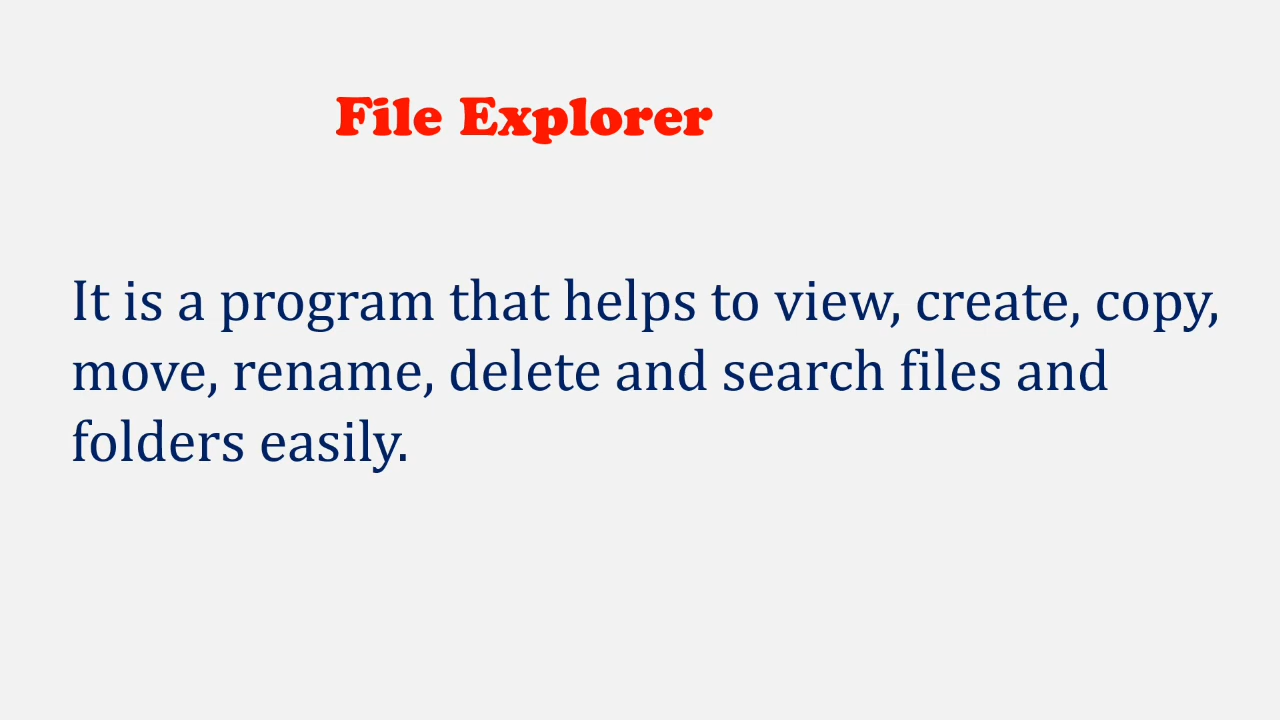 File Explorer
It is a program that helps to view, create, copy,
move, rename, delete and search files and
folders easily.